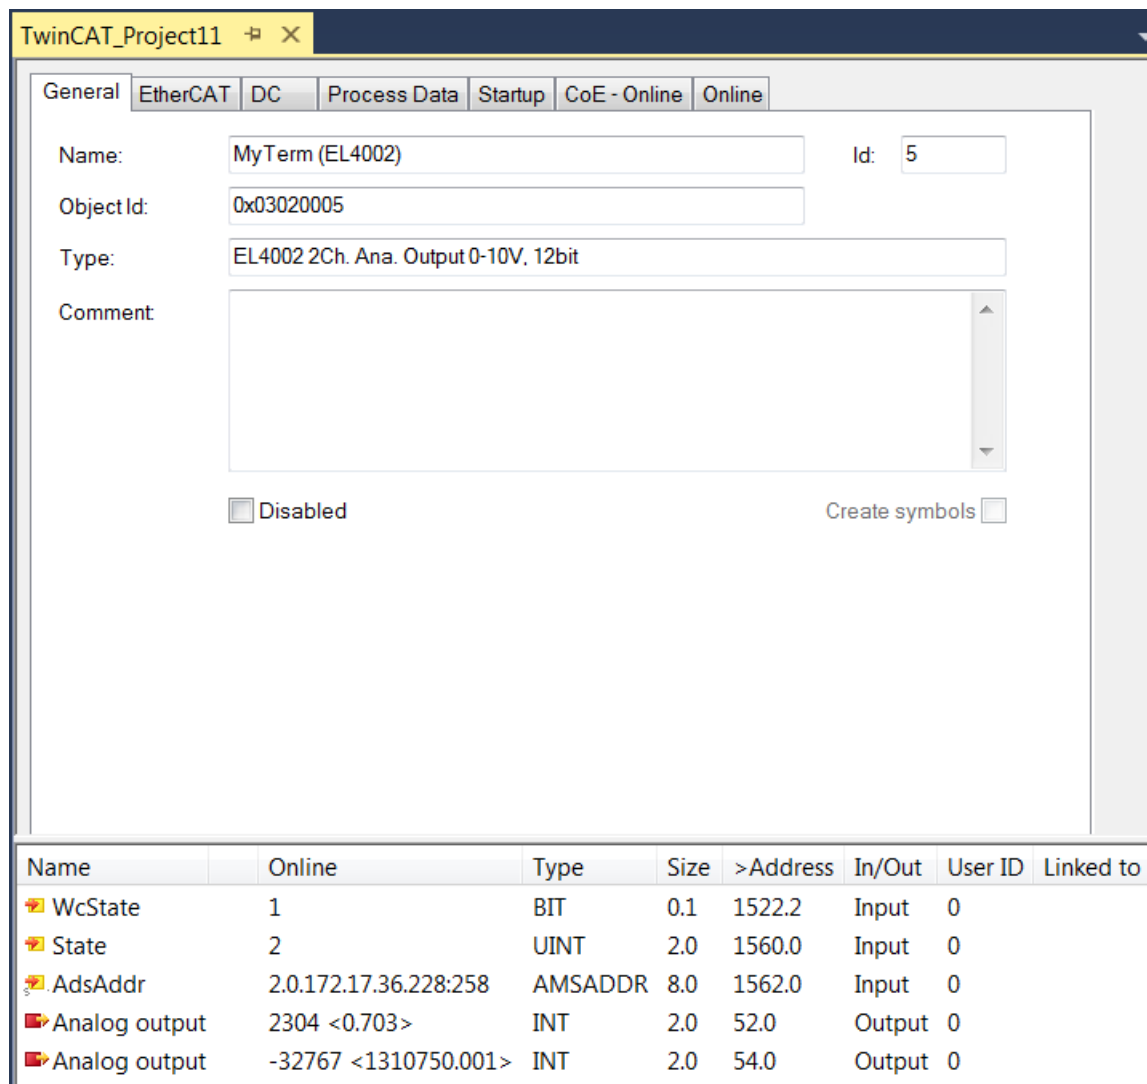 TwinCAT_Project11
General EtherCAT DC Process Data Startup CoE - Online Online
Name: MyTerm (EL4002) Id: 5
Object Id: 0x03020005
Type: EL4002 2Ch. Ana. Output 0-10V, 12bit
Comment:
Disabled Create symbols
Name Online Type Size >Address In/Out User ID Linked to
WcState 1 BIT 0.1 1522.2 Input 0
State 2 UINT 2.0 1560.0 Input 0
AdsAddr 2.0.172.17.36.228:258 AMSADDR 8.0 1562.0 Input 0
Analog output 2304 <0.703> INT 2.0 52.0 Output 0
Analog output -32767 <1310750.001> INT 2.0 54.0 Output 0